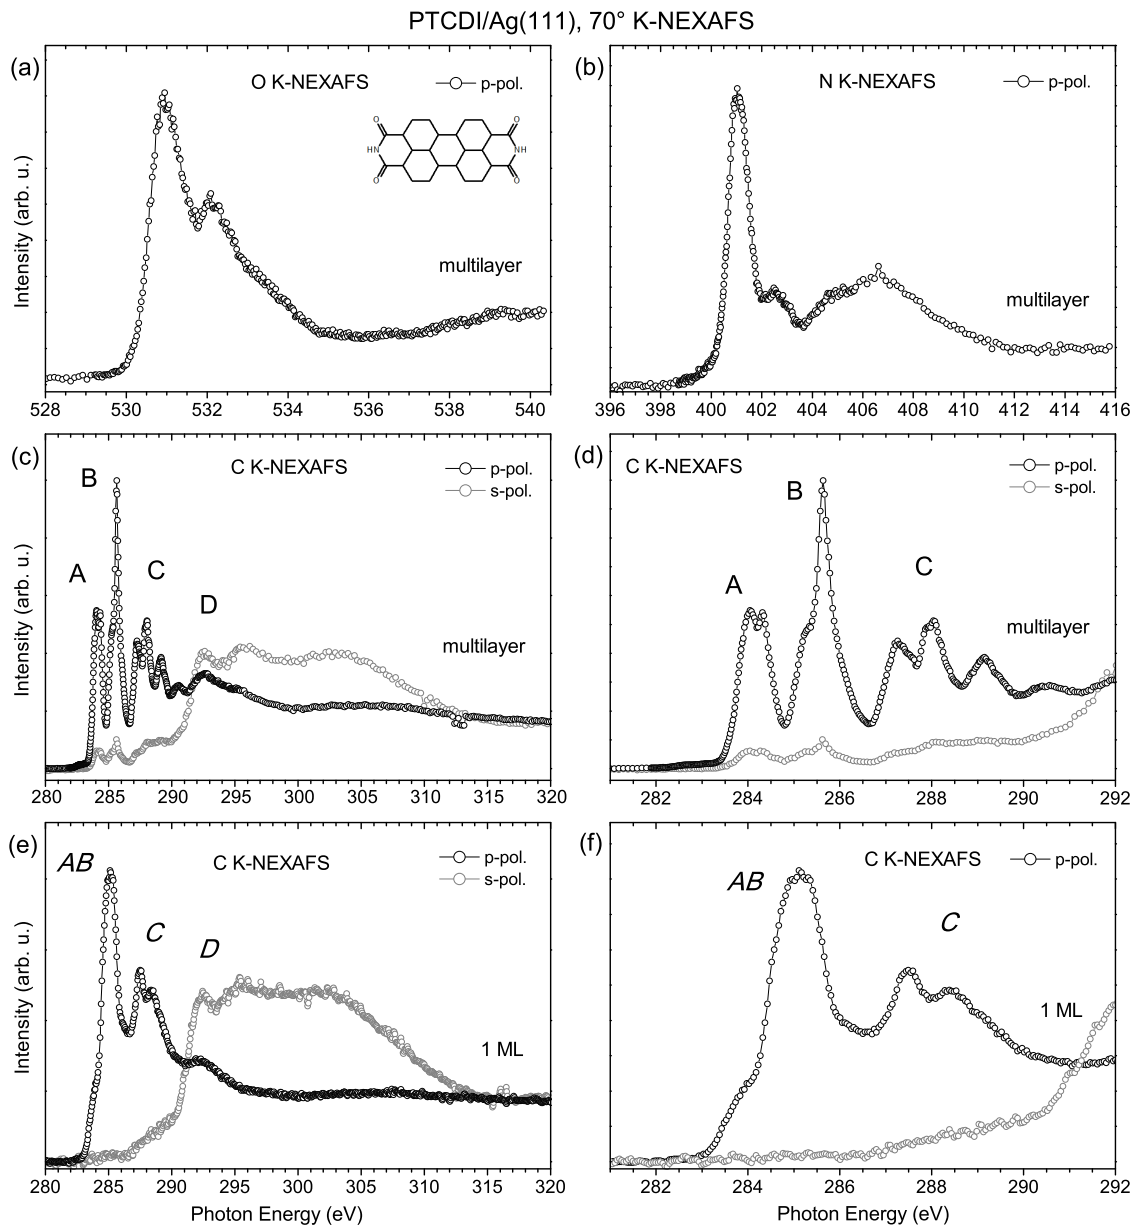 PTCDI/Ag(111), 70° K-NEXAFS
(a)
O K-NEXAFS
p-pol.
O
O
HN
NH
O
O
multilayer
Intensity (arb. u.)
528 530 532 534 536 538 540
(b)
N K-NEXAFS
p-pol.
multilayer
396 398 400 402 404 406 408 410 412 414 416
(c)
C K-NEXAFS
p-pol.
s-pol.
B
A
C
D
multilayer
Intensity (arb. u.)
280 285 290 295 300 305 310 315 320
(d)
C K-NEXAFS
p-pol.
s-pol.
B
A
C
multilayer
282 284 286 288 290 292
(e)
AB
C K-NEXAFS
p-pol.
s-pol.
C
D
1 ML
Intensity (arb. u.)
280 285 290 295 300 305 310 315 320
Photon Energy (eV)
(f)
C K-NEXAFS
p-pol.
AB
C
1 ML
282 284 286 288 290 292
Photon Energy (eV)